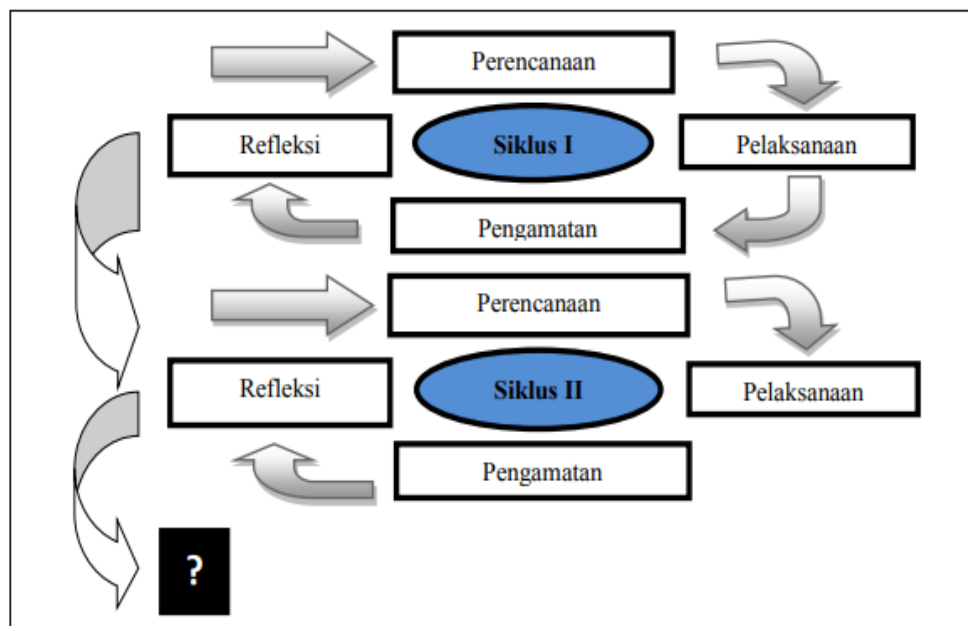 Perencanaan
Refleksi
Siklus I
Pelaksanaan
Pengamatan
Perencanaan
Refleksi
Siklus II
Pelaksanaan
Pengamatan
?